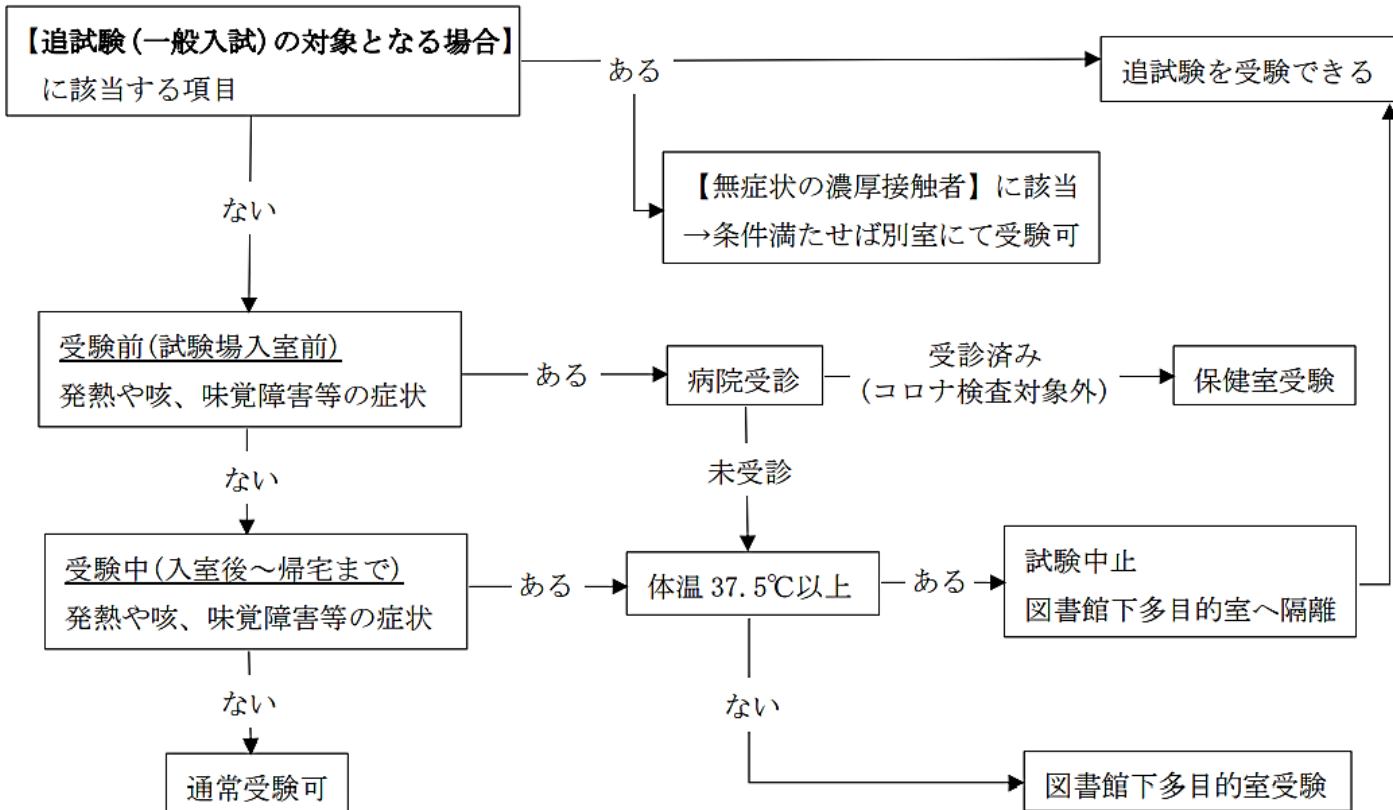 【追試験(一般入試)の対象となる場合】
に該当する項目
ある
追試験を受験できる
【無症状の濃厚接触者】に該当
→条件満たせば別室にて受験可
ない
受験前(試験場入室前)
発熱や咳、味覚障害等の症状
ある
病院受診
受診済み
(コロナ検査対象外)
保健室受験
ない
未受診
受験中(入室後～帰宅まで)
発熱や咳、味覚障害等の症状
ある
体温 37.5℃以上
ある
試験中止
図書館下多目的室へ隔離
ない
ない
通常受験可
図書館下多目的室受験